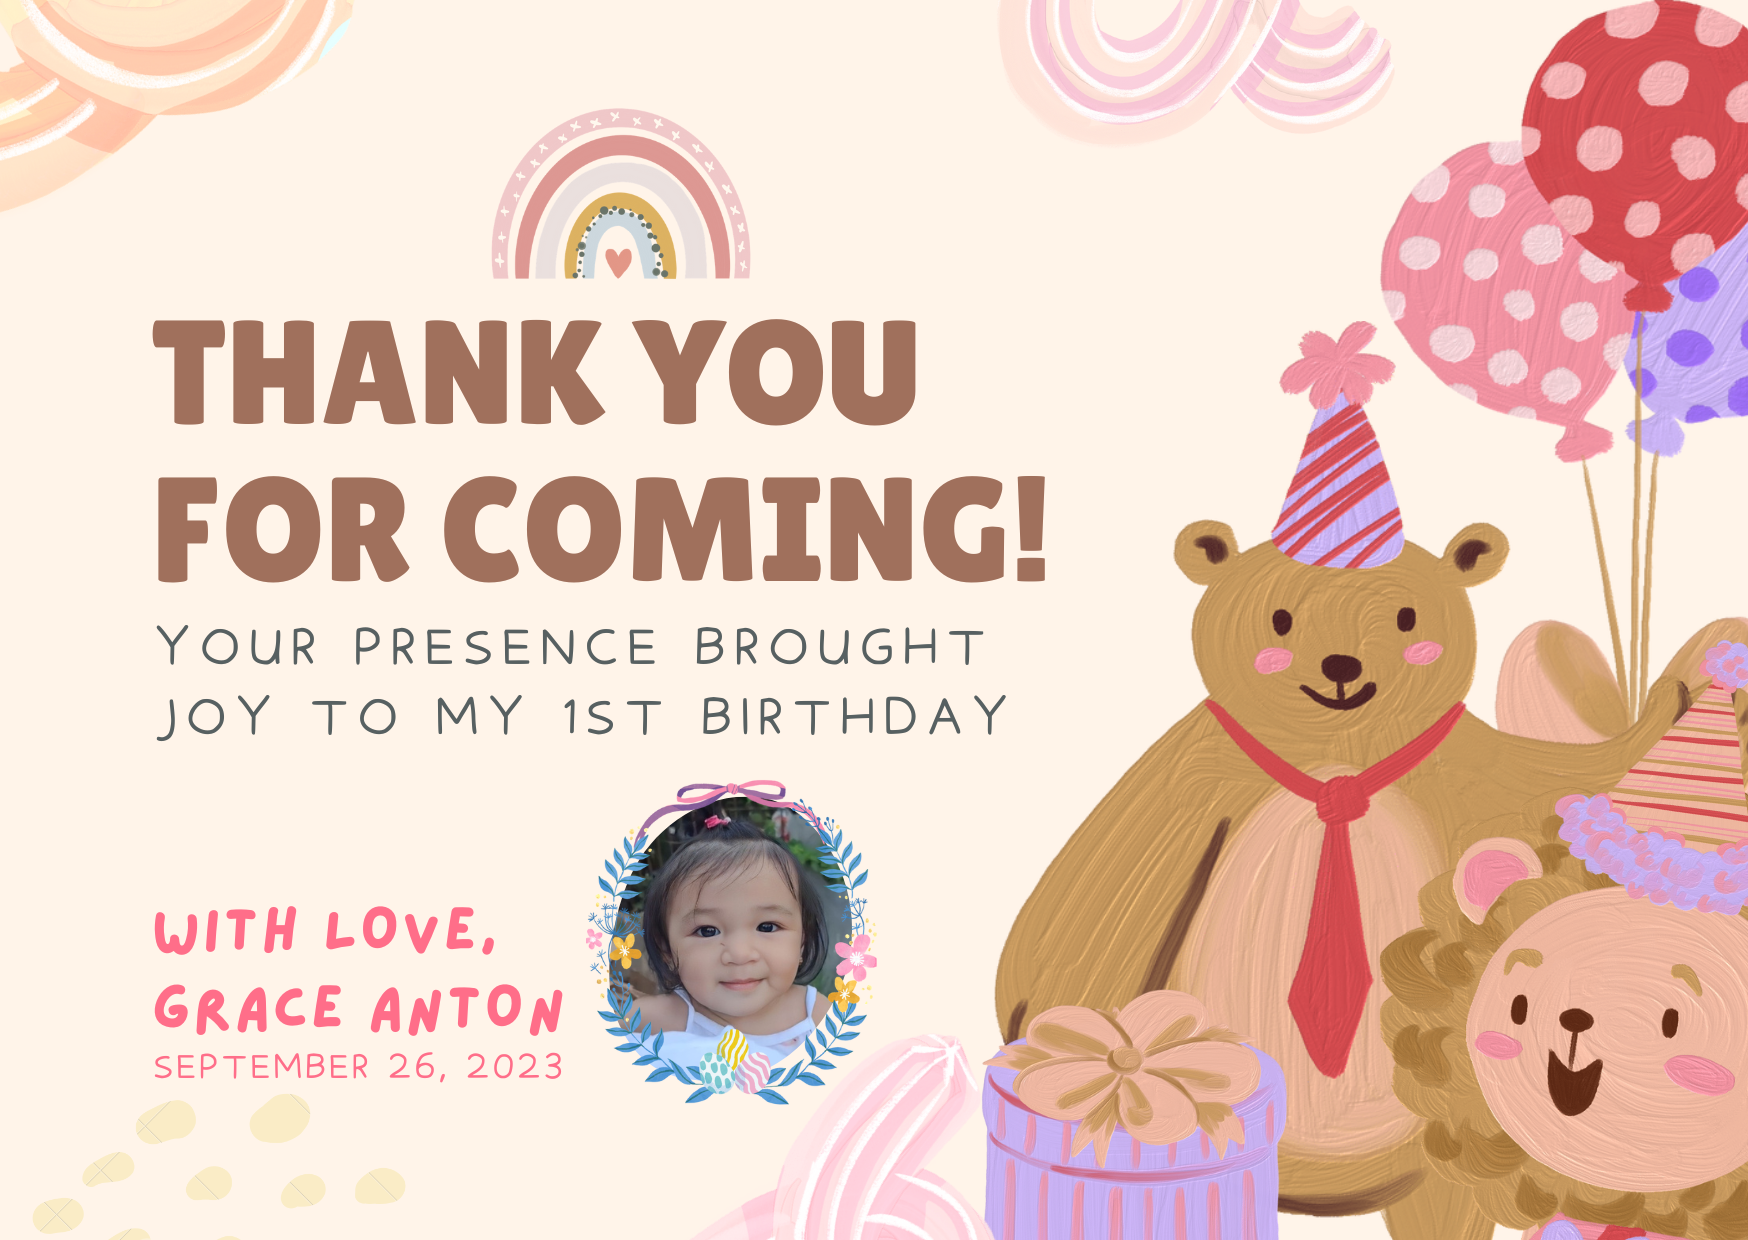 THANK YOU
FOR COMING!
YOUR PRESENCE BROUGHT
JOY TO MY 1ST BIRTHDAY
WITH LOVE,
GRACE ANTON
SEPTEMBER 26, 2023